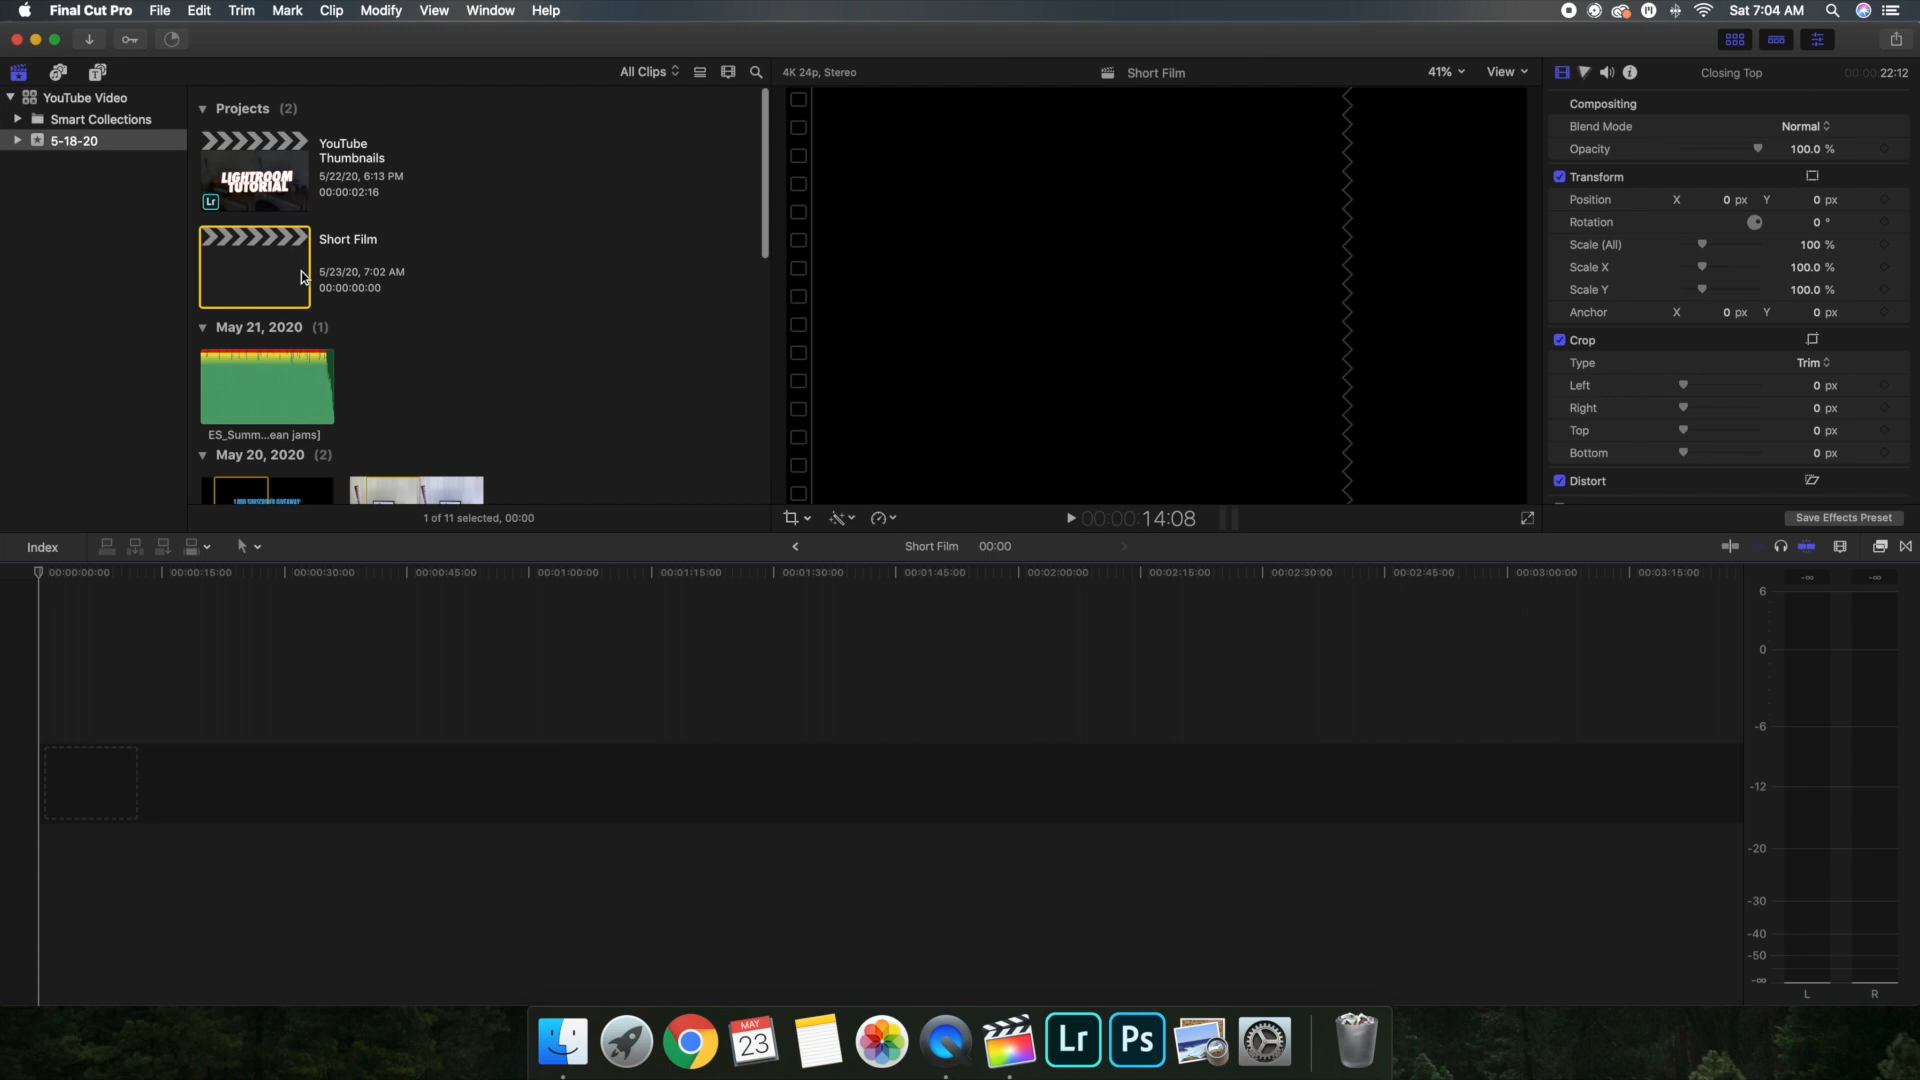 Final Cut Pro File Edit Trim Mark Clip Modify View Window Help
Sat 7:04 AM
All Clips
4K 24p, Stereo
Short Film
41%
View
Closing Top
00:00:22:12
YouTube Video
Smart Collections
5-18-20
Projects (2)
YouTube
Thumbnails
5/22/20, 6:13 PM
00:00:02:16
LIGHTROOM
TUTORIAL
Lr
Short Film
5/23/20, 7:02 AM
00:00:00:00
May 21, 2020 (1)
ES_Summ...ean jams]
May 20, 2020 (2)
1 of 11 selected, 00:00
00:00:14:08
Compositing
Blend Mode Normal
Opacity 100.0 %
Transform
Position X 0 px Y 0 px
Rotation 0 °
Scale (All) 100 %
Scale X 100.0 %
Scale Y 100.0 %
Anchor X 0 px Y 0 px
Crop
Type Trim
Left 0 px
Right 0 px
Top 0 px
Bottom 0 px
Distort
Save Effects Preset
Index
Short Film 00:00
00:00:00:00 00:00:15:00 00:00:30:00 00:00:45:00 00:01:00:00 00:01:15:00 00:01:30:00 00:01:45:00 00:02:00:00 00:02:15:00 00:02:30:00 00:02:45:00 00:03:00:00 00:03:15:00
-∞ -∞
6
0
-6
-12
-20
-30
-40
-50
-∞
L R
MAY
23
Lr
Ps